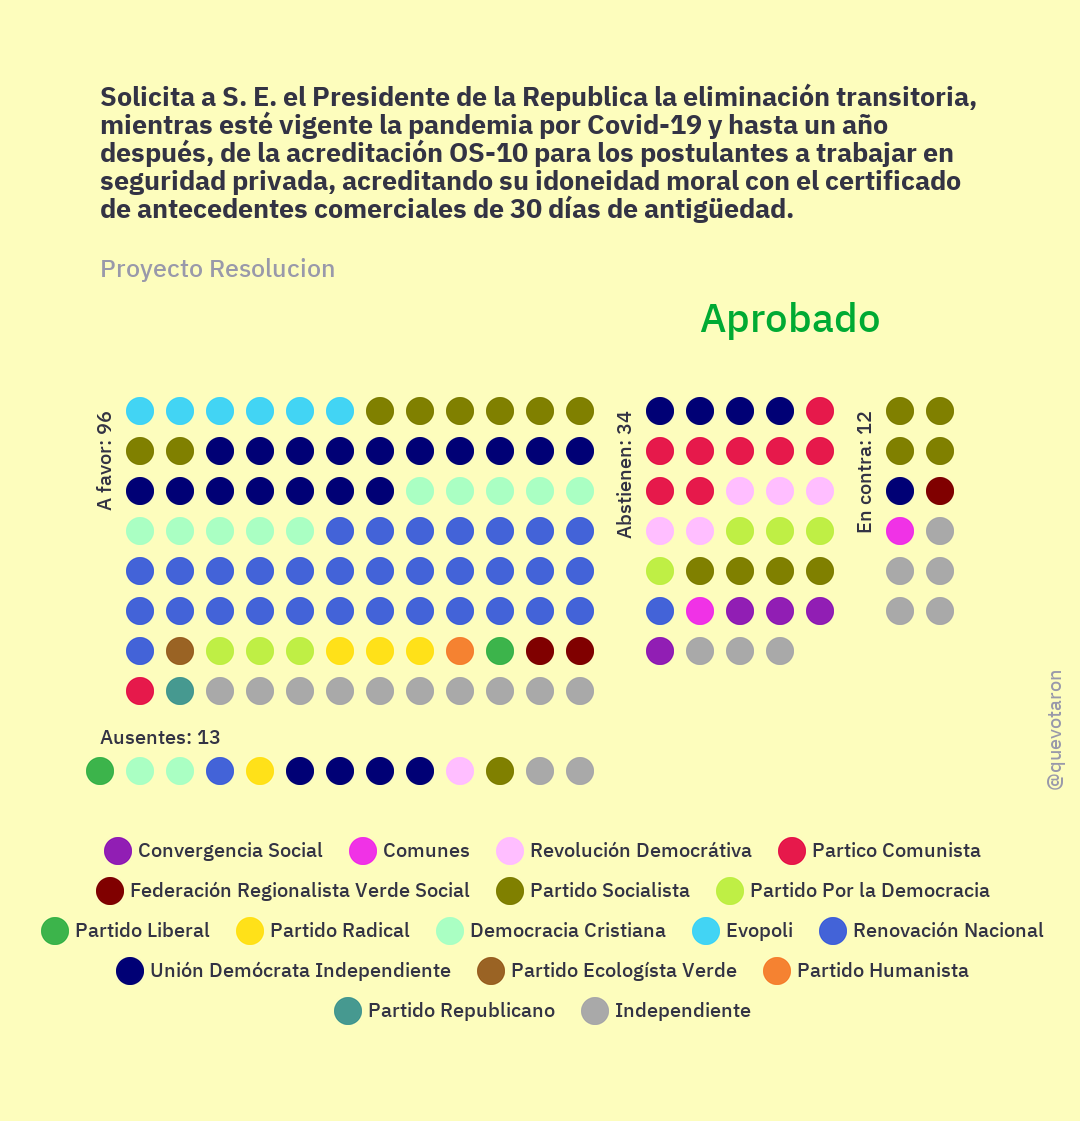 Solicita a S. E. el Presidente de la Republica la eliminación transitoria,
mientras esté vigente la pandemia por Covid-19 y hasta un año
después, de la acreditación OS-10 para los postulantes a trabajar en
seguridad privada, acreditando su idoneidad moral con el certificado
de antecedentes comerciales de 30 días de antigüedad.
Proyecto Resolucion
Aprobado
A favor: 96
Abstienen: 34
En contra: 12
Ausentes: 13
@quevotaron
Convergencia Social Comunes Revolución Democrátiva Partico Comunista
Federación Regionalista Verde Social Partido Socialista Partido Por la Democracia
Partido Liberal Partido Radical Democracia Cristiana Evopoli Renovación Nacional
Unión Demócrata Independiente Partido Ecologísta Verde Partido Humanista
Partido Republicano Independiente